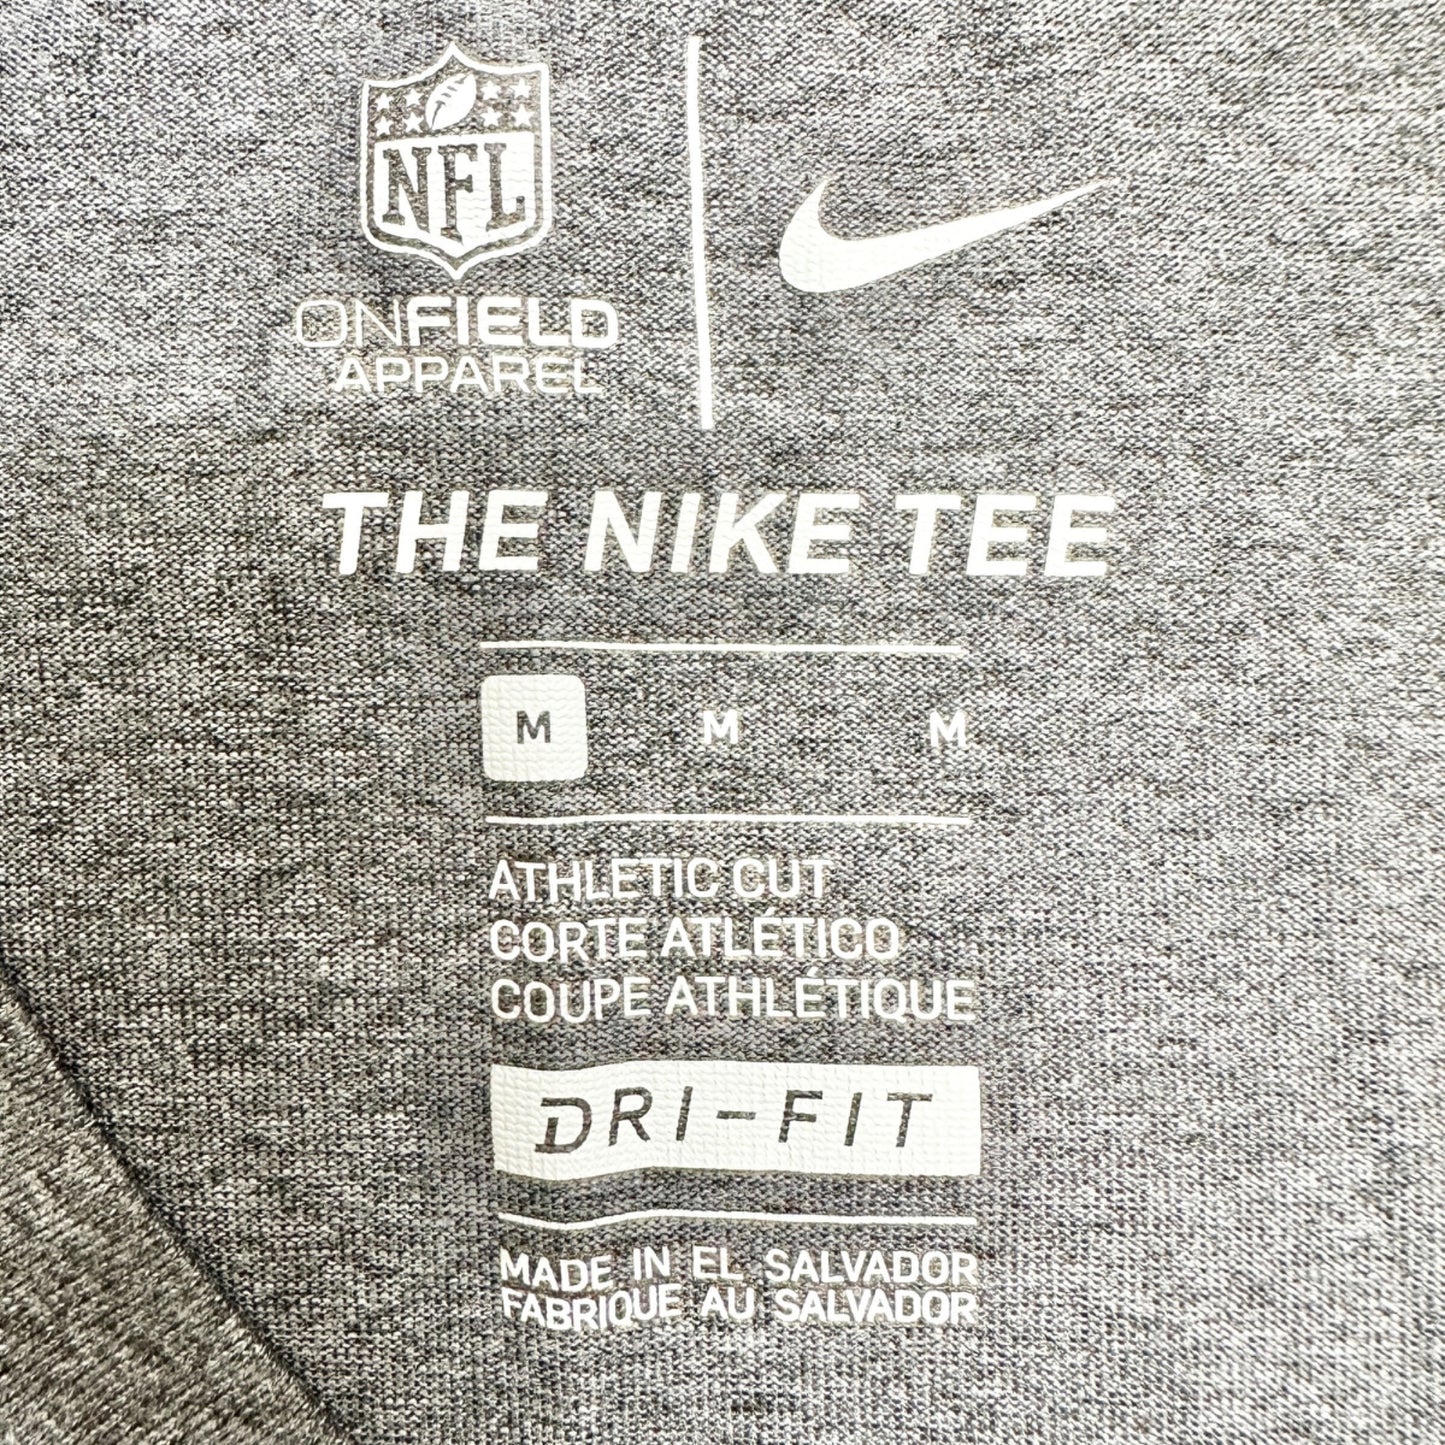 NFL
ONFIELD
APPAREL
THE NIKE TEE
M M M
ATHLETIC CUT
CORTE ATLÉTICO
COUPE ATHLÉTIQUE
DRI-FIT
MADE IN EL SALVADOR
FABRIQUE AU SALVADOR